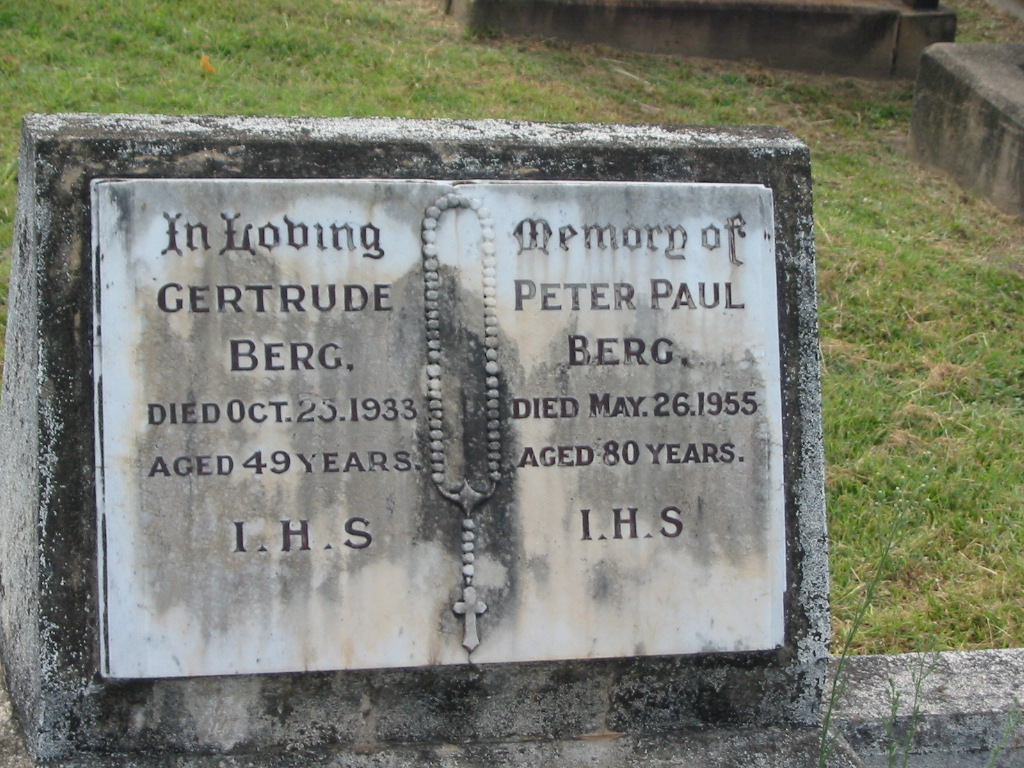 In Loving Memory of
GERTRUDE
BERG.
DIED OCT. 23. 1933
AGED 49 YEARS.
I. H. S
PETER PAUL
BERG.
DIED MAY. 26. 1955
AGED 80 YEARS.
I. H. S